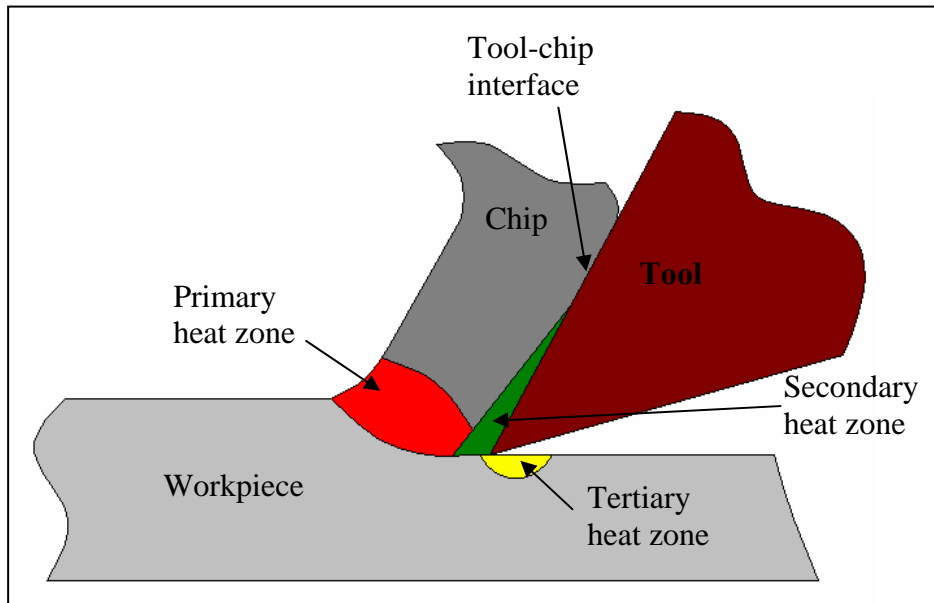 Tool-chip
interface
Chip
Tool
Primary
heat zone
Secondary
heat zone
Workpiece
Tertiary
heat zone